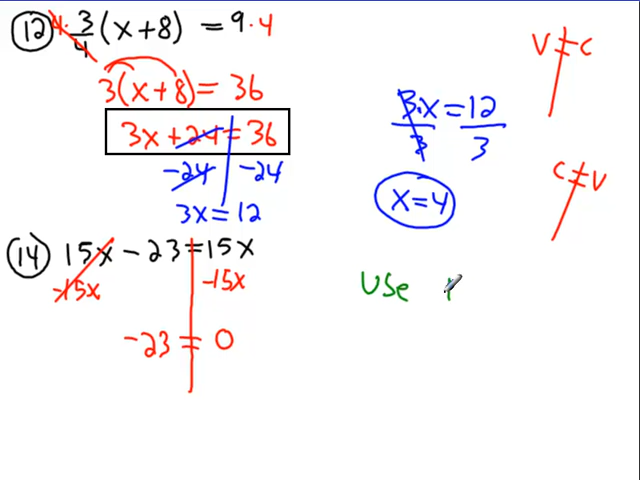 12 4· 3/4 (x+8) = 9·4
3(x+8) = 36
3x+24 = 36
-24 -24
3x = 12
3·x = 12
3 3
x = 4
V = C
C = V
14 15x - 23 = 15x
-15x -15x
-23 = 0
Use